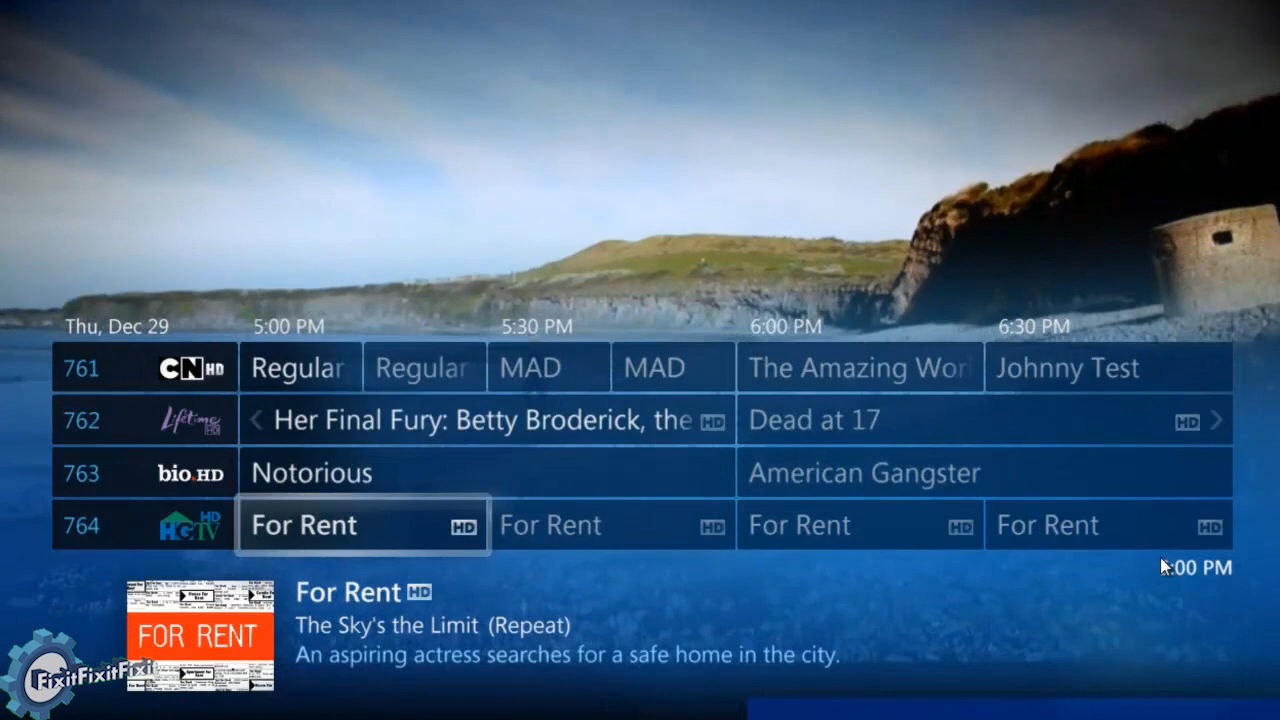 Thu, Dec 29 5:00 PM 5:30 PM 6:00 PM 6:30 PM
761 CN HD Regular Regular MAD MAD The Amazing Wor Johnny Test
762 Lifetime HD Her Final Fury: Betty Broderick, the HD Dead at 17 HD
763 bio.HD Notorious American Gangster
764 HGTV HD For Rent HD For Rent HD For Rent HD For Rent HD
:00 PM
For Rent HD
The Sky's the Limit (Repeat)
An aspiring actress searches for a safe home in the city.
FOR RENT
FixitFixitFixit